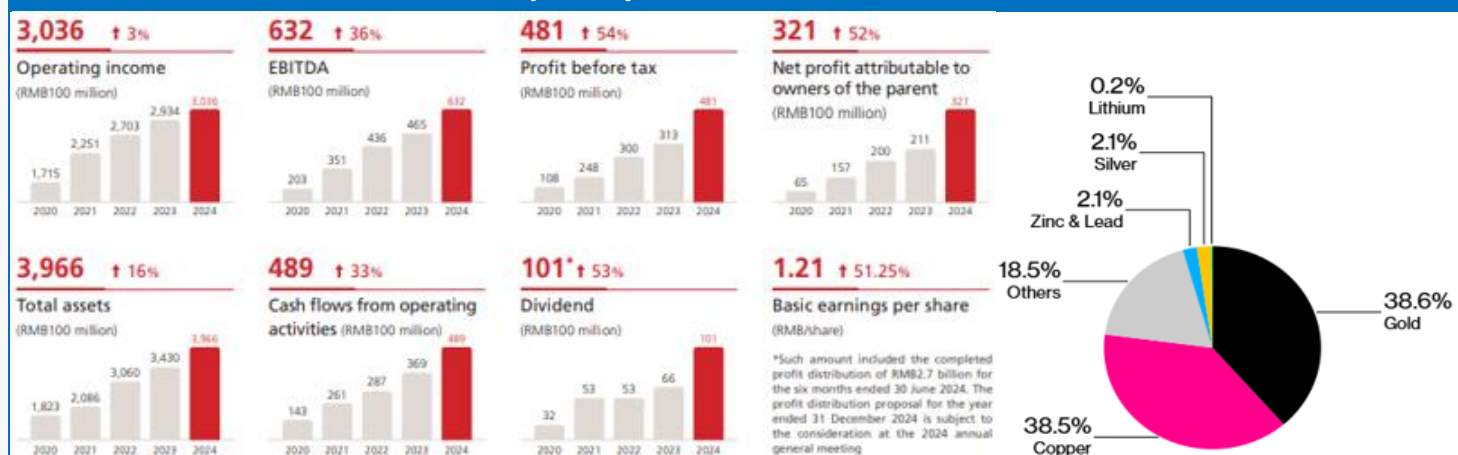 3,036 ↑ 3%
Operating income
(RMB100 million)
1,715
2,251
2,703
2,934
3,036
2020 2021 2022 2023 2024
632 ↑ 36%
EBITDA
(RMB100 million)
203
351
436
465
632
2020 2021 2022 2023 2024
481 ↑ 54%
Profit before tax
(RMB100 million)
108
248
300
313
481
2020 2021 2022 2023 2024
321 ↑ 52%
Net profit attributable to
owners of the parent
(RMB100 million)
65
157
200
211
321
2020 2021 2022 2023 2024
3,966 ↑ 16%
Total assets
(RMB100 million)
1,823
2,086
3,060
3,430
3,966
2020 2021 2022 2023 2024
489 ↑ 33%
Cash flows from operating
activities (RMB100 million)
143
261
287
369
489
2020 2021 2022 2023 2024
101* ↑ 53%
Dividend
(RMB100 million)
32
53
53
66
101
2020 2021 2022 2023 2024
1.21 ↑ 51.25%
Basic earnings per share
(RMB/share)
*Such amount included the completed
profit distribution of RMB2.7 billion for
the six months ended 30 June 2024. The
profit distribution proposal for the year
ended 31 December 2024 is subject to
the consideration at the 2024 annual
general meeting
0.2%
Lithium
2.1%
Silver
2.1%
Zinc & Lead
18.5%
Others
38.6%
Gold
38.5%
Copper